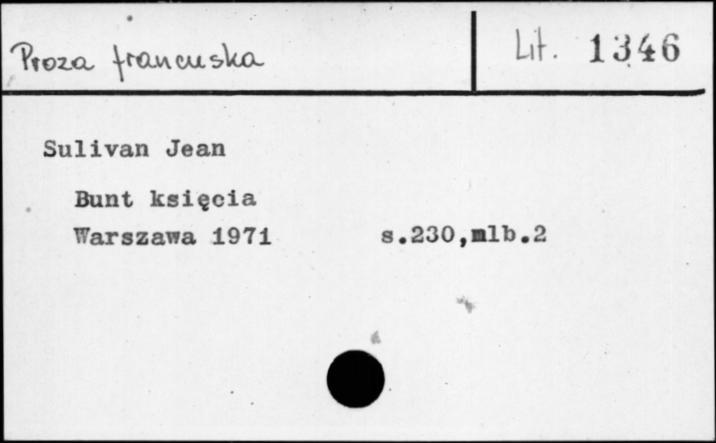 Proza francuska
Lit. 1346
Sulivan Jean
Bunt księcia
Warszawa 1971 s.230,mlb.2